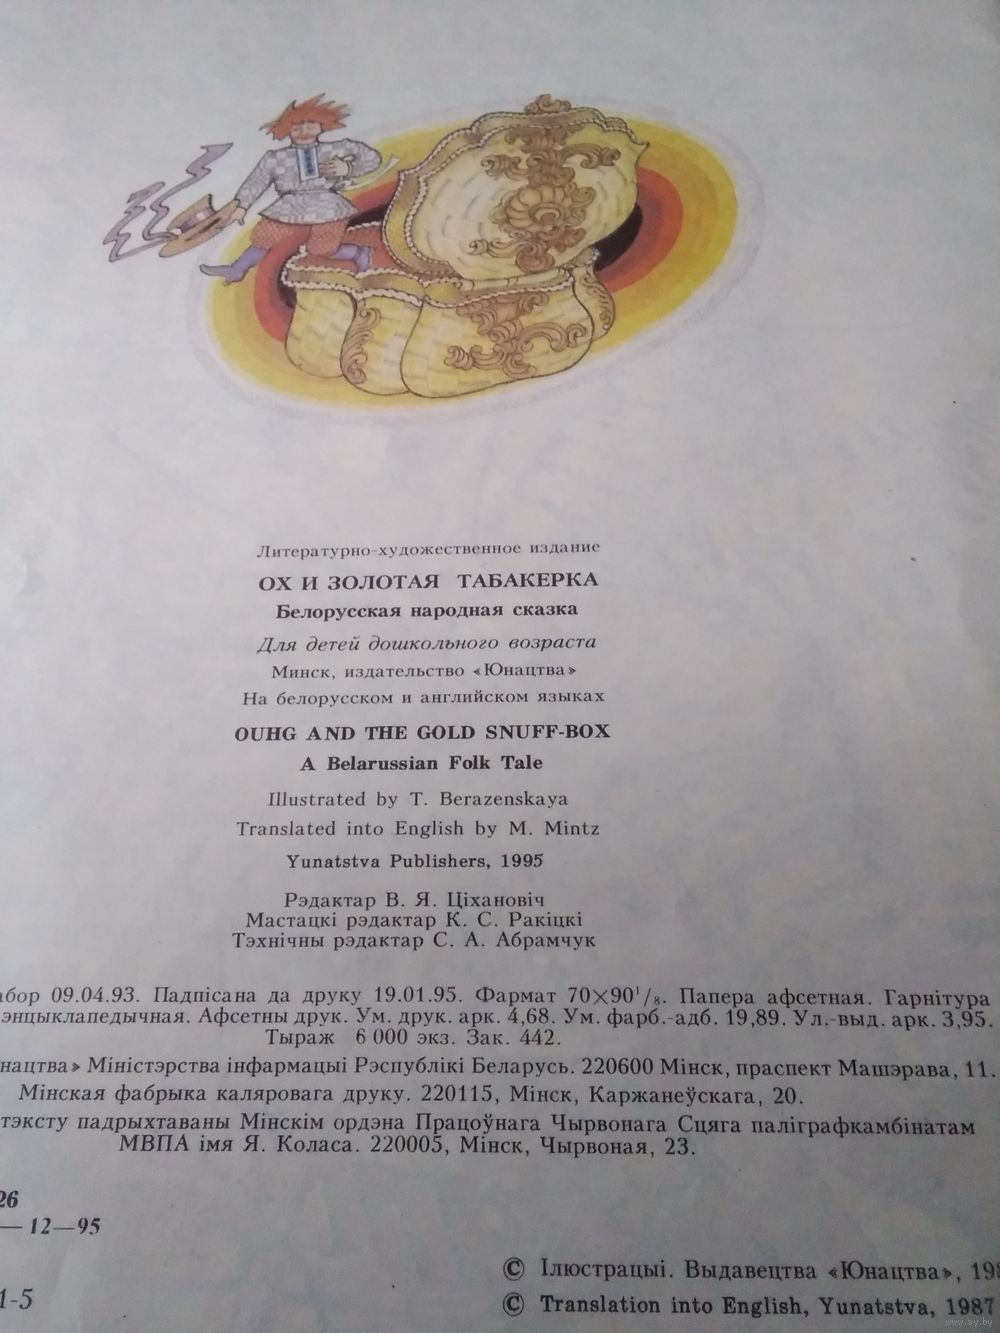 Литературно-художественное издание
ОХ И ЗОЛОТАЯ ТАБАКЕРКА
Белорусская народная сказка
Для детей дошкольного возраста
Минск, издательство «Юнацтва»
На белорусском и английском языках
OUHG AND THE GOLD SNUFF-BOX
A Belarussian Folk Tale
Illustrated by T. Berazenskaya
Translated into English by M. Mintz
Yunatstva Publishers, 1995
Рэдактар В. Я. Ціхановіч
Мастацкі рэдактар К. С. Ракіцкі
Тэхнічны рэдактар С. А. Абрамчук
абор 09.04.93. Падпісана да друку 19.01.95. Фармат 70×90¹/₈. Папера афсетная. Гарнітура
энцыклапедычная. Афсетны друк. Ум. друк. арк. 4,68. Ум. фарб.-адб. 19,89. Ул.-выд. арк. 3,95.
Тыраж 6 000 экз. Зак. 442.
нацтва» Міністэрства інфармацыі Рэспублікі Беларусь. 220600 Мінск, праспект Машэрава, 11.
Мінская фабрыка каляровага друку. 220115, Мінск, Каржанеўскага, 20.
тэксту падрыхтаваны Мінскім ордэна Працоўнага Чырвонага Сцяга паліграфкамбінатам
МВПА імя Я. Коласа. 220005, Мінск, Чырвоная, 23.
26
— 12—95
1-5
© Ілюстрацыі. Выдавецтва «Юнацтва», 198
© Translation into English, Yunatstva, 1987
www.ay.by